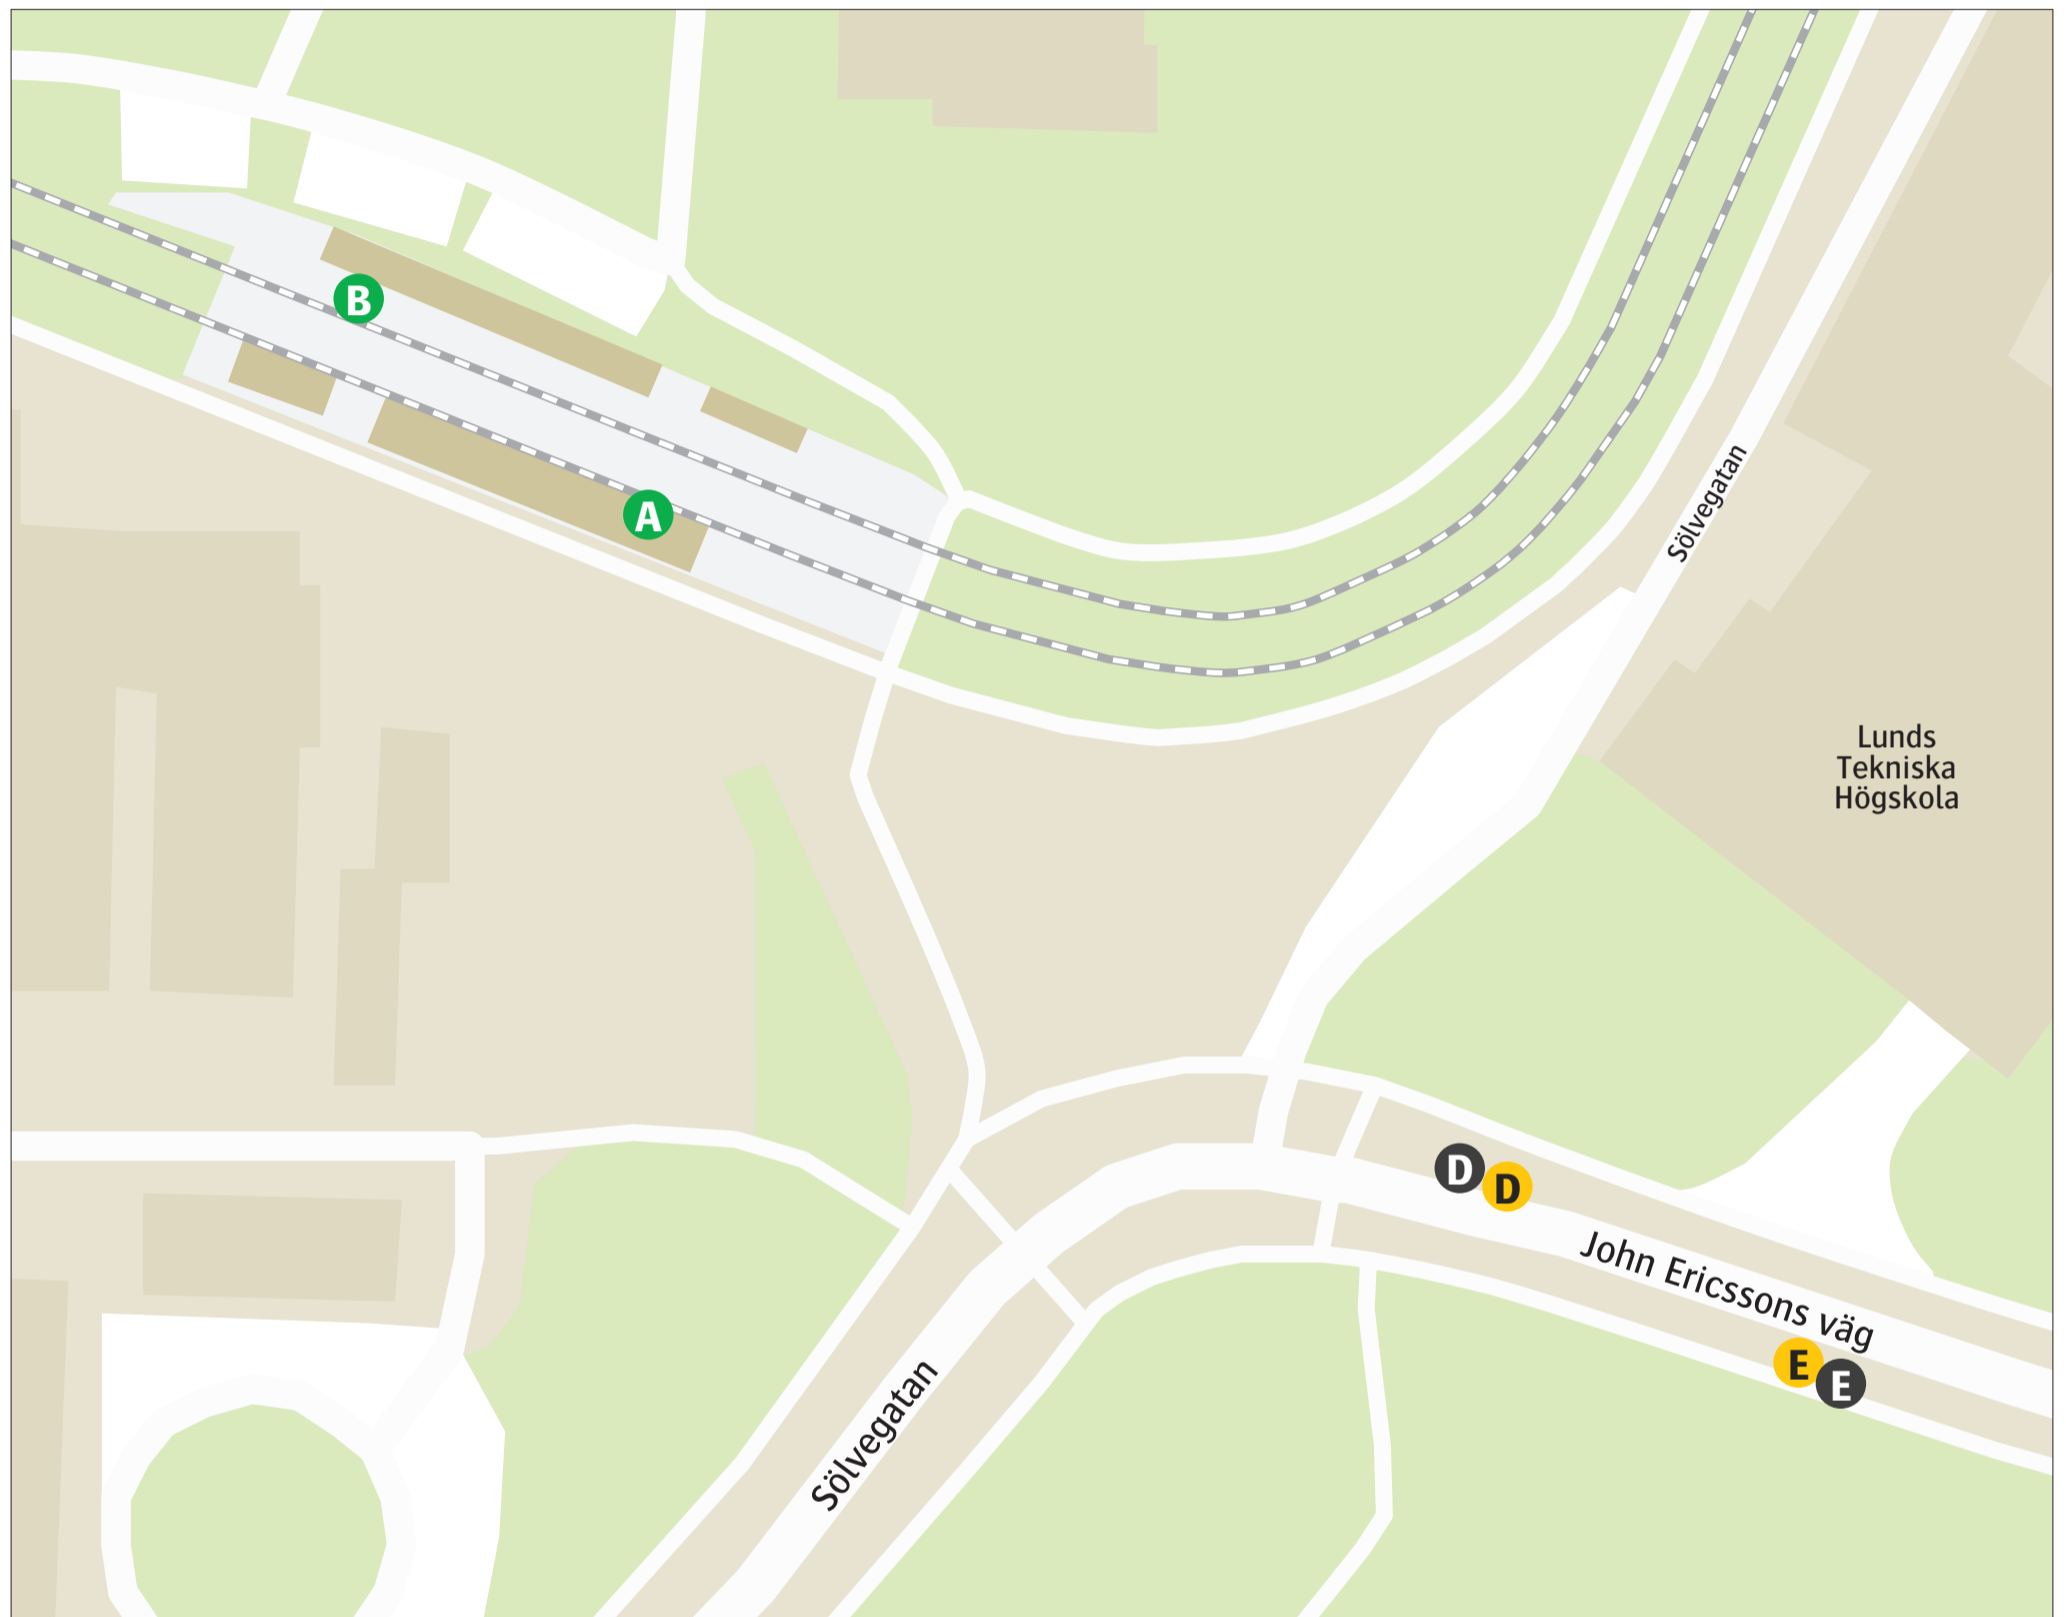 B
A
Sölvegatan
Lunds
Tekniska
Högskola
D
D
John Ericssons väg
E
E
Sölvegatan